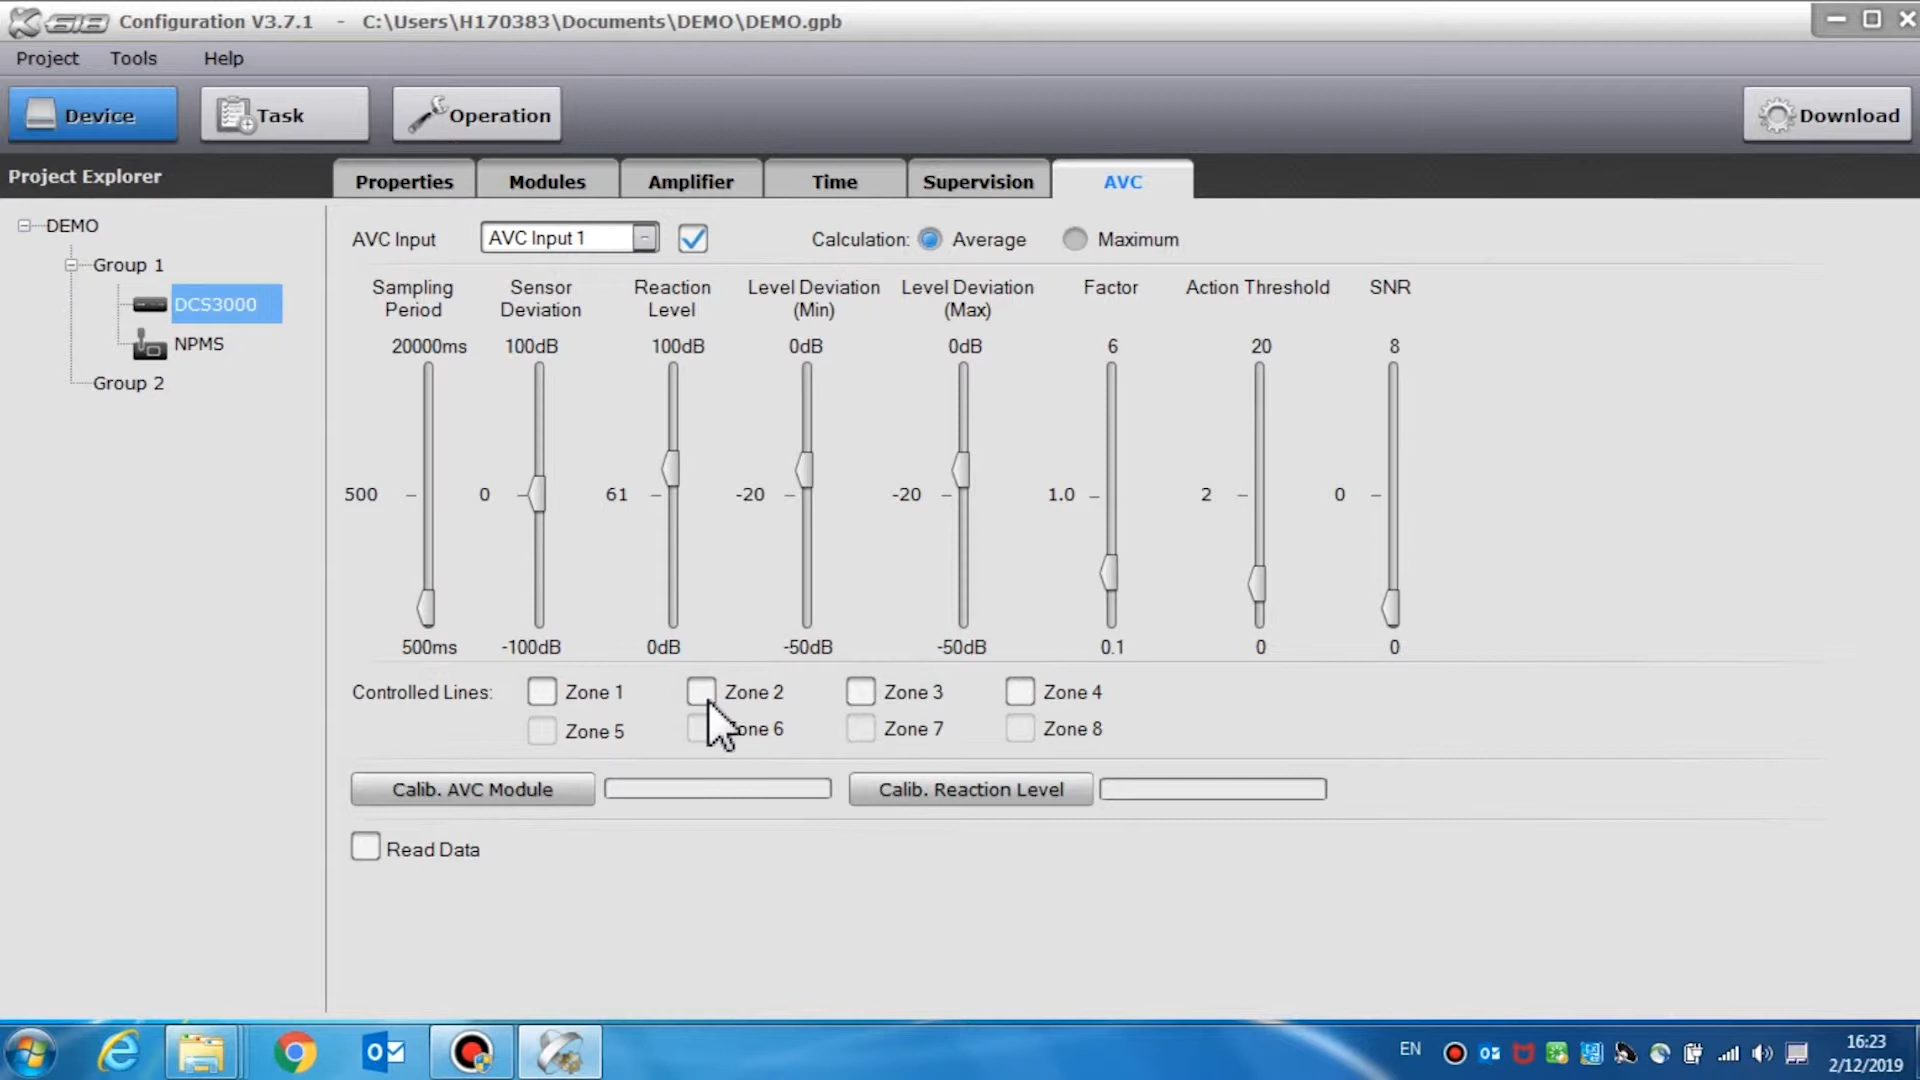 X-618 Configuration V3.7.1 - C:\Users\H170383\Documents\DEMO\DEMO.gpb
Project Tools Help
Device Task Operation Download
Project Explorer
Properties Modules Amplifier Time Supervision AVC
DEMO
Group 1
DCS3000
NPMS
Group 2
AVC Input AVC Input 1 Calculation: Average Maximum
Sampling Period
Sensor Deviation
Reaction Level
Level Deviation (Min)
Level Deviation (Max)
Factor
Action Threshold
SNR
20000ms 100dB 100dB 0dB 0dB 6 20 8
500 0 61 -20 -20 1.0 2 0
500ms -100dB 0dB -50dB -50dB 0.1 0 0
Controlled Lines: Zone 1 Zone 2 Zone 3 Zone 4
Zone 5 one 6 Zone 7 Zone 8
Calib. AVC Module Calib. Reaction Level
Read Data
EN 16:23
2/12/2019